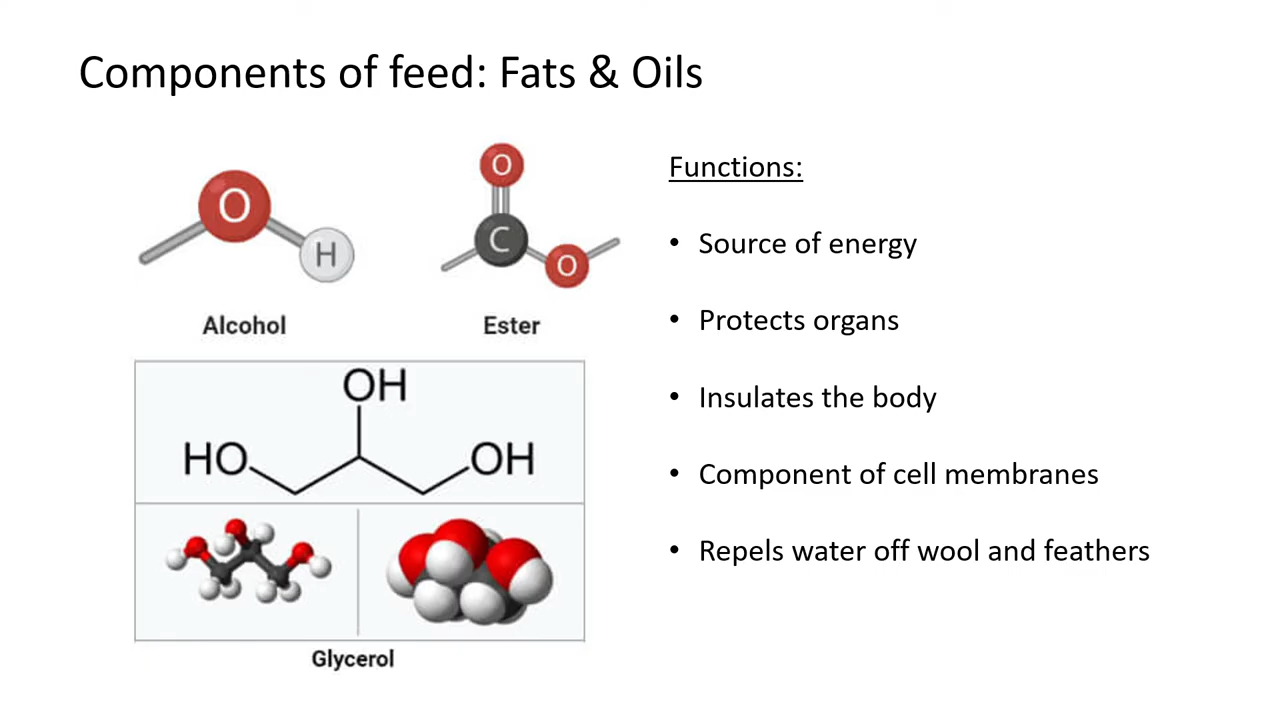 Components of feed: Fats & Oils
O
H
Alcohol
O
C
O
Ester
OH
HO
OH
Glycerol
Functions:
• Source of energy
• Protects organs
• Insulates the body
• Component of cell membranes
• Repels water off wool and feathers